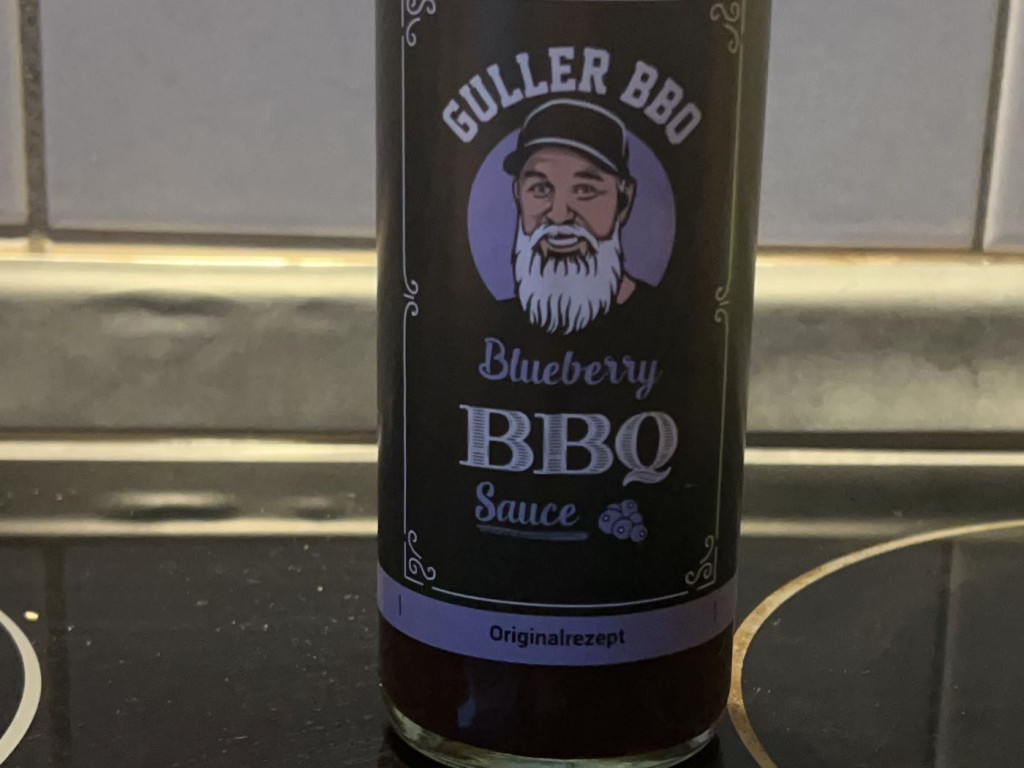 GULLER BBQ
Blueberry
BBQ
Sauce
Originalrezept